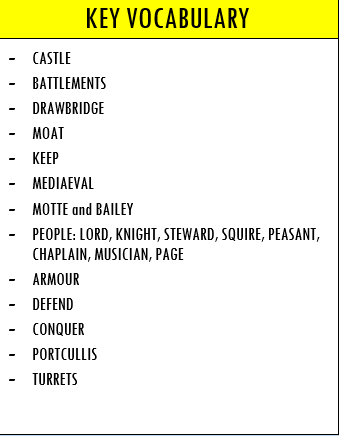 KEY VOCABULARY
- CASTLE
- BATTLEMENTS
- DRAWBRIDGE
- MOAT
- KEEP
- MEDIAEVAL
- MOTTE and BAILEY
- PEOPLE: LORD, KNIGHT, STEWARD, SQUIRE, PEASANT,
CHAPLAIN, MUSICIAN, PAGE
- ARMOUR
- DEFEND
- CONQUER
- PORTCULLIS
- TURRETS